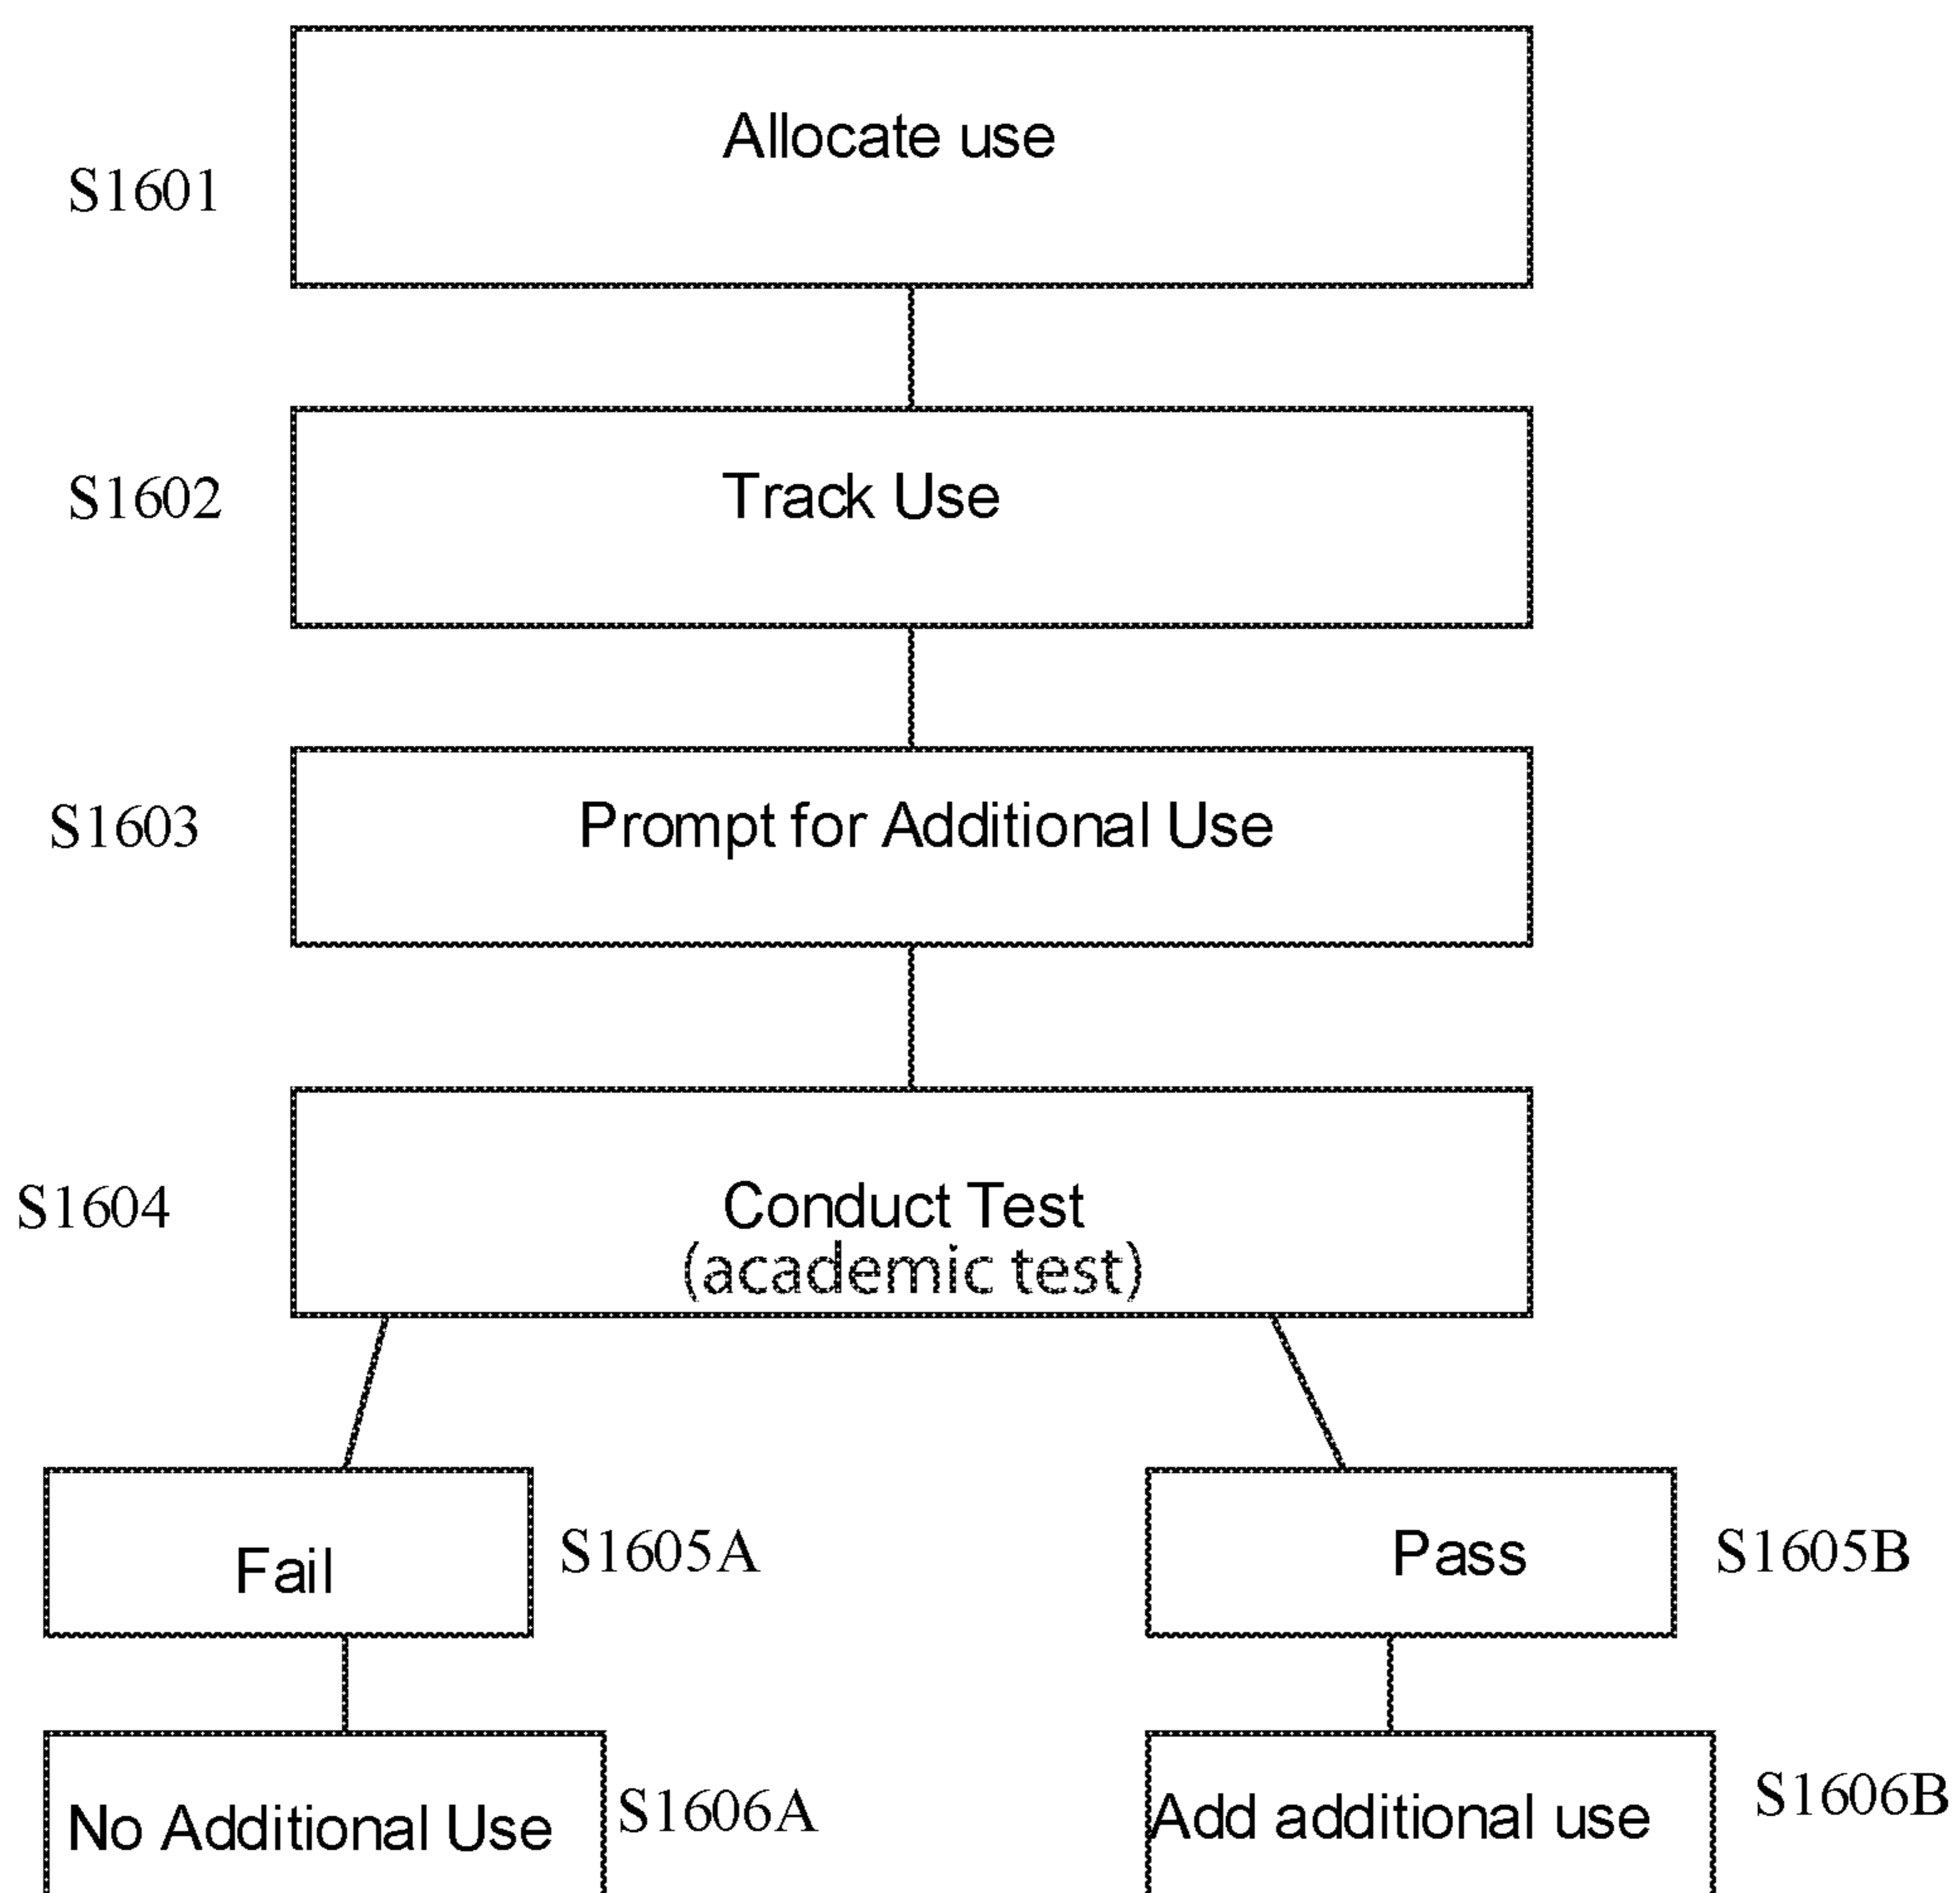 Allocate use
S1601
Track Use
S1602
Prompt for Additional Use
S1603
Conduct Test
S1604
(academic test)
Fail
S1605A
Pass
S1605B
No Additional Use
S1606A
Add additional use
S1606B